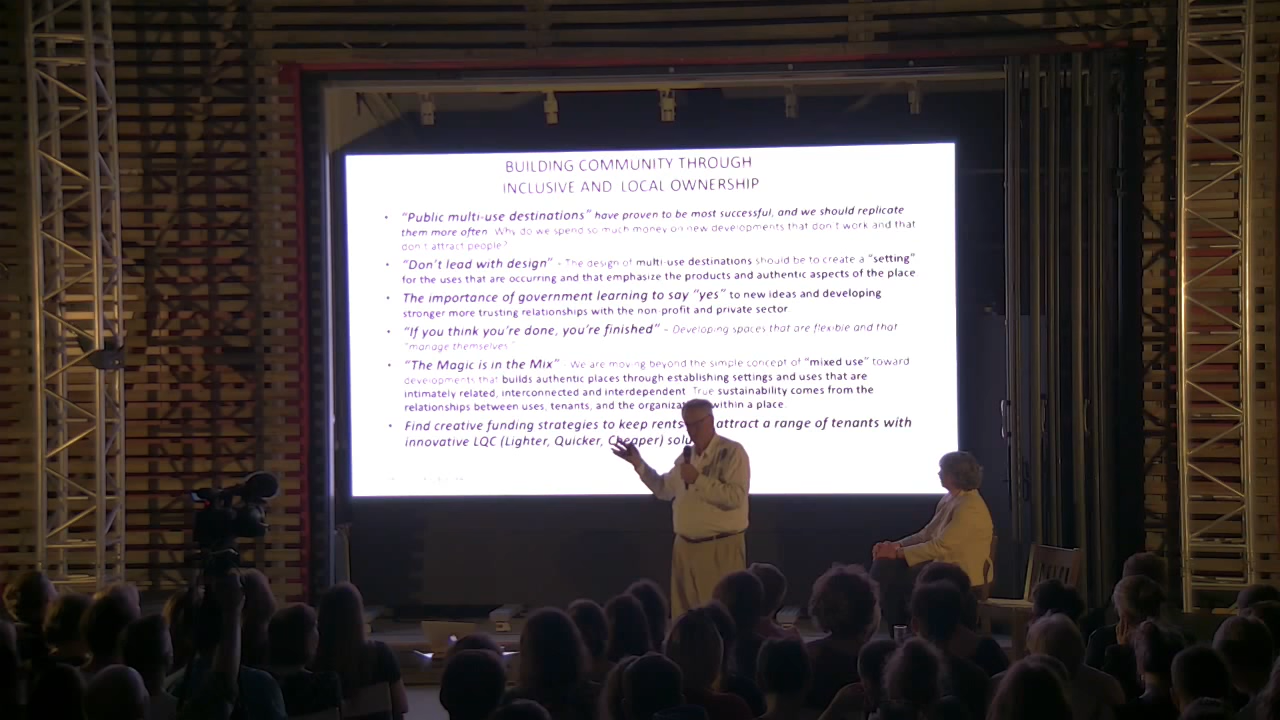 BUILDING COMMUNITY THROUGH
INCLUSIVE AND LOCAL OWNERSHIP
• "Public multi-use destinations" have proven to be most successful, and we should replicate
them more often. Why do we spend so much money on new developments that don't work and that
don't attract people?
• "Don't lead with design" - The design of multi-use destinations should be to create a "setting"
for the uses that are occurring and that emphasize the products and authentic aspects of the place
• The importance of government learning to say "yes" to new ideas and developing
stronger more trusting relationships with the non-profit and private sector
• "If you think you're done, you're finished" - Developing spaces that are flexible and that
"manage themselves."
• "The Magic is in the Mix" - We are moving beyond the simple concept of "mixed use" toward
developments that builds authentic places through establishing settings and uses that are
intimately related, interconnected and interdependent. True sustainability comes from the
relationships between uses, tenants, and the within a place.
• Find creative funding strategies to keep rents attract a range of tenants with
innovative LQC (Lighter, Quicker, Cheaper)